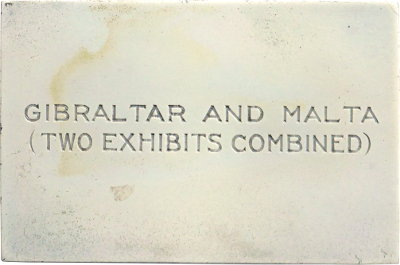 GIBRALTAR AND MALTA
(TWO EXHIBITS COMBINED)